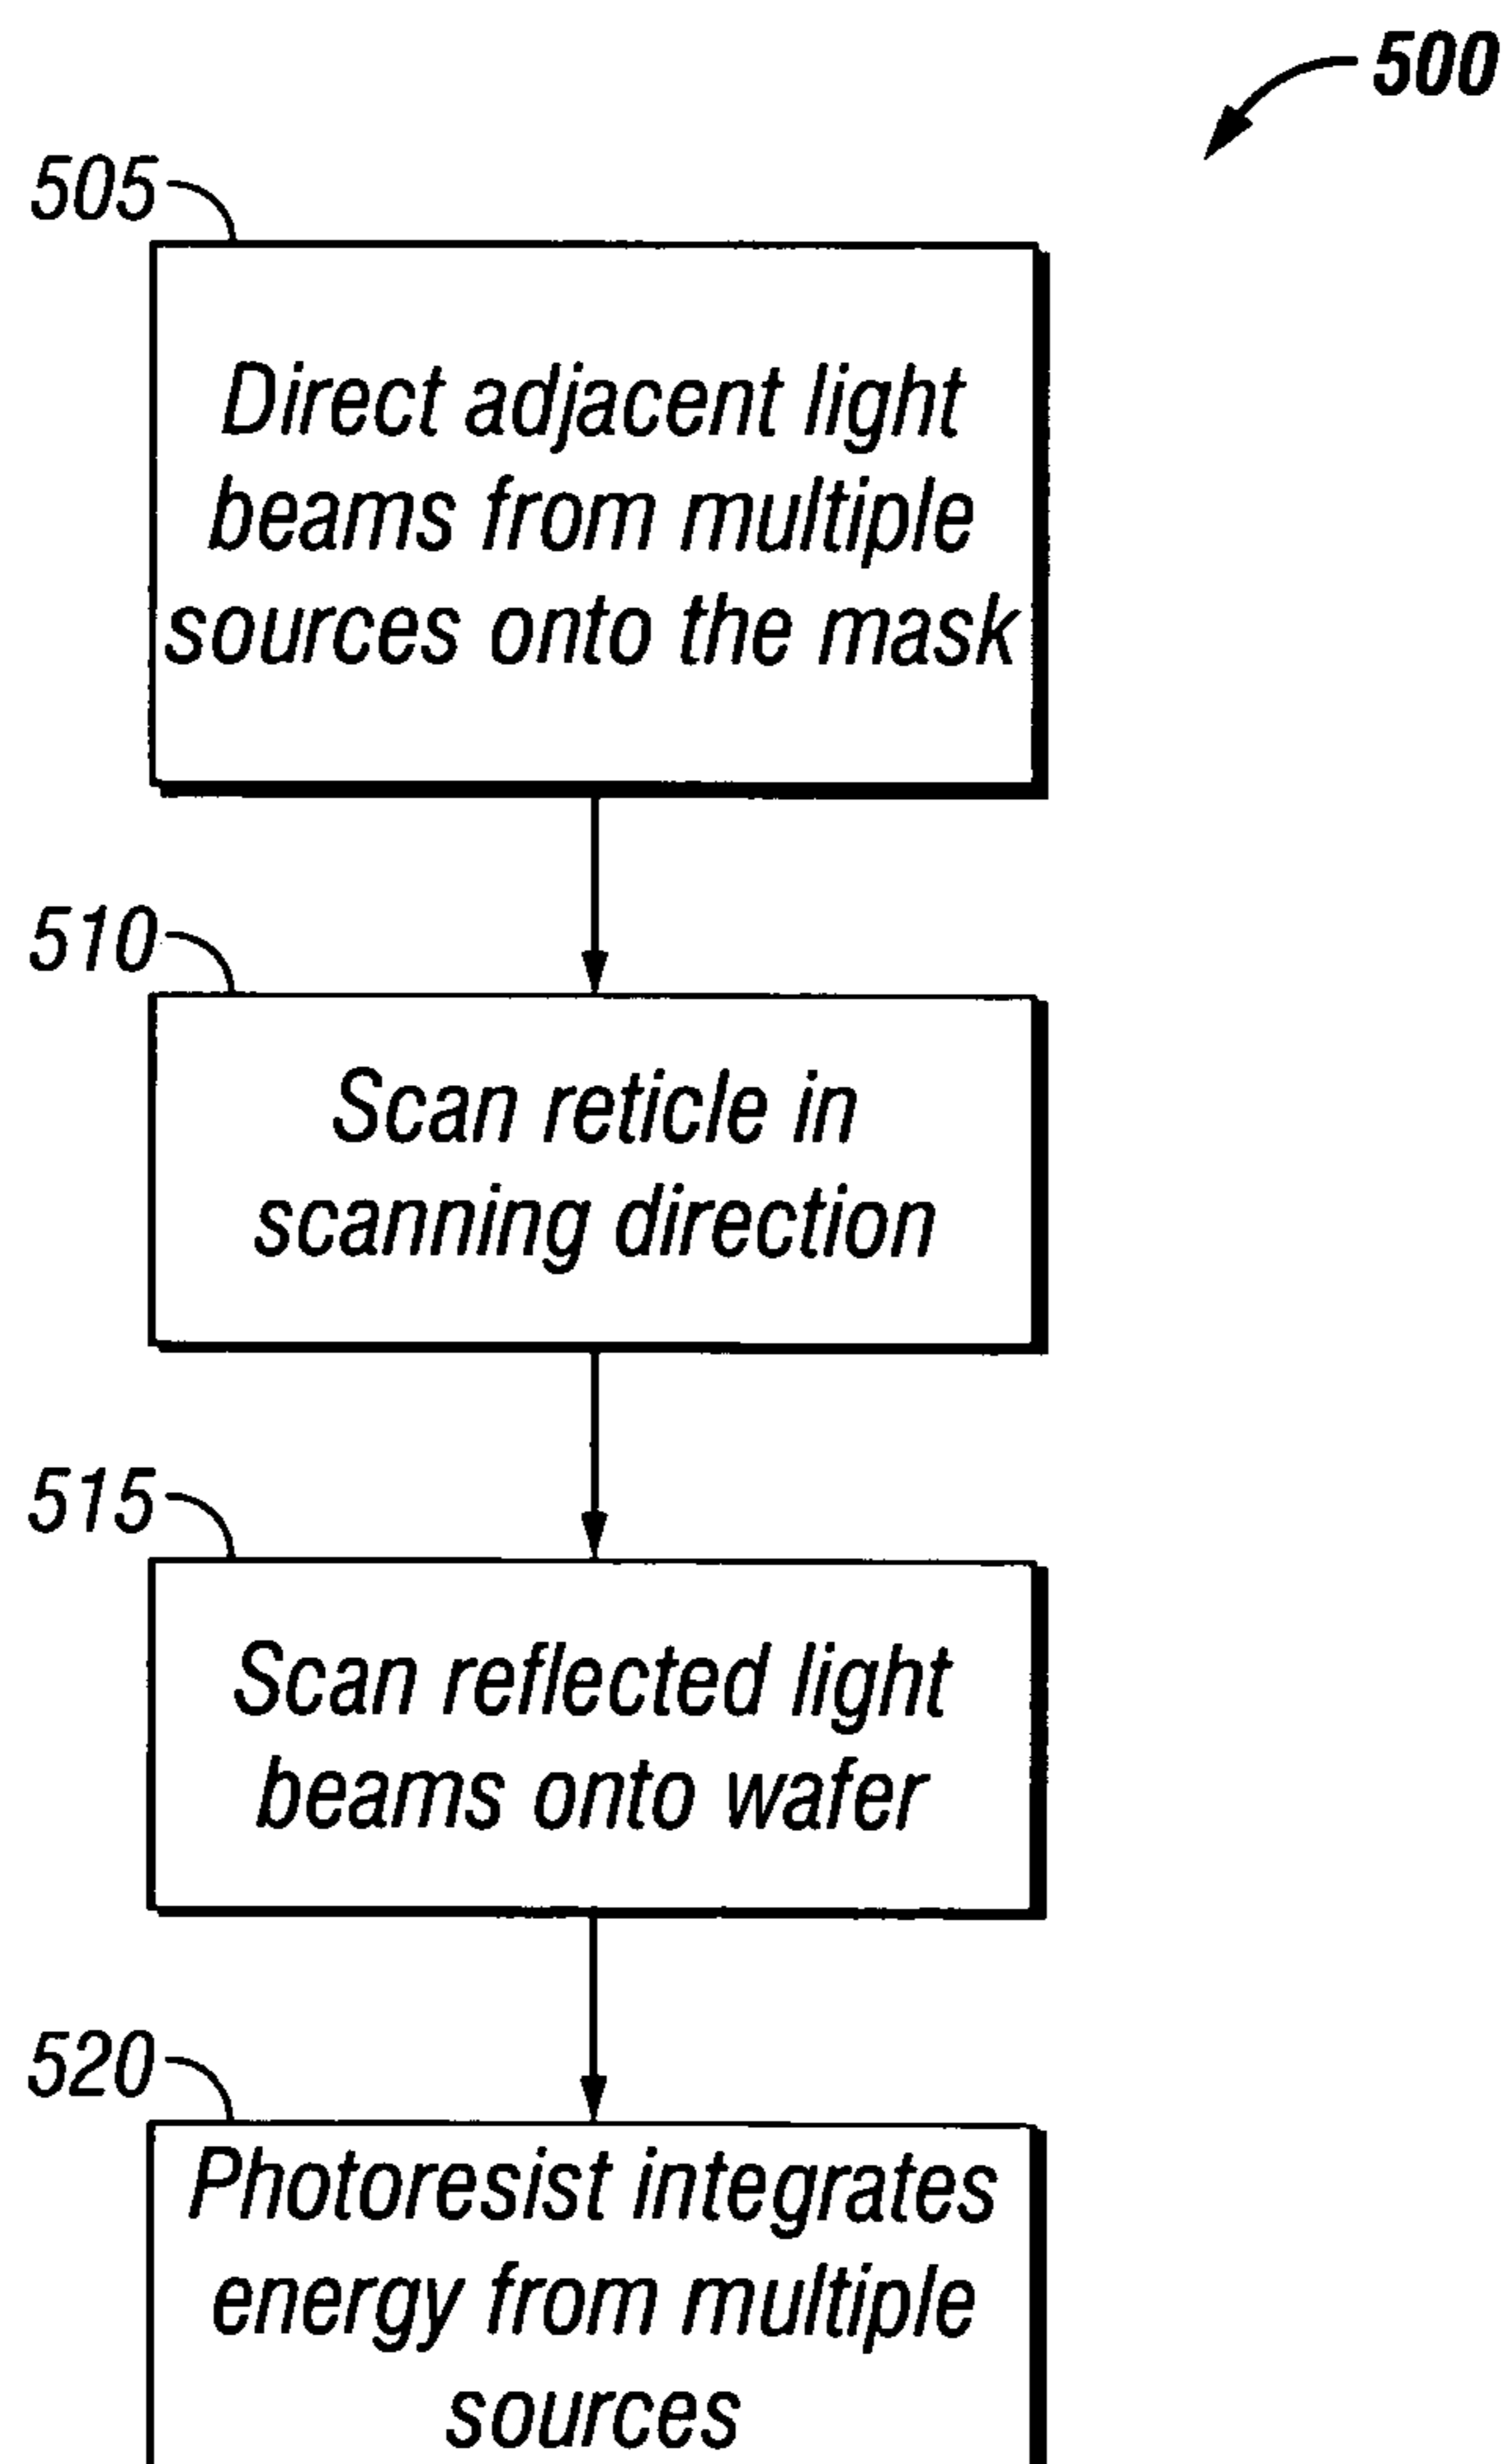 500
505
Direct adjacent light
beams from multiple
sources onto the mask
510
Scan reticle in
scanning direction
515
Scan reflected light
beams onto wafer
520
Photoresist integrates
energy from multiple
sources